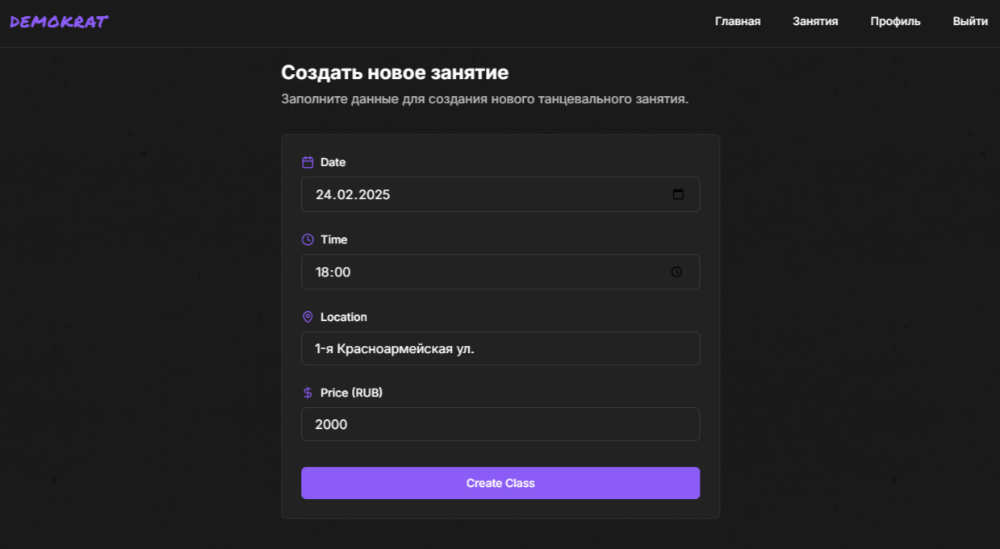 DEMOKRAT
Главная Занятия Профиль Выйти
Создать новое занятие
Заполните данные для создания нового танцевального занятия.
Date
24.02.2025
Time
18:00
Location
1-я Красноармейская ул.
$ Price (RUB)
2000
Create Class